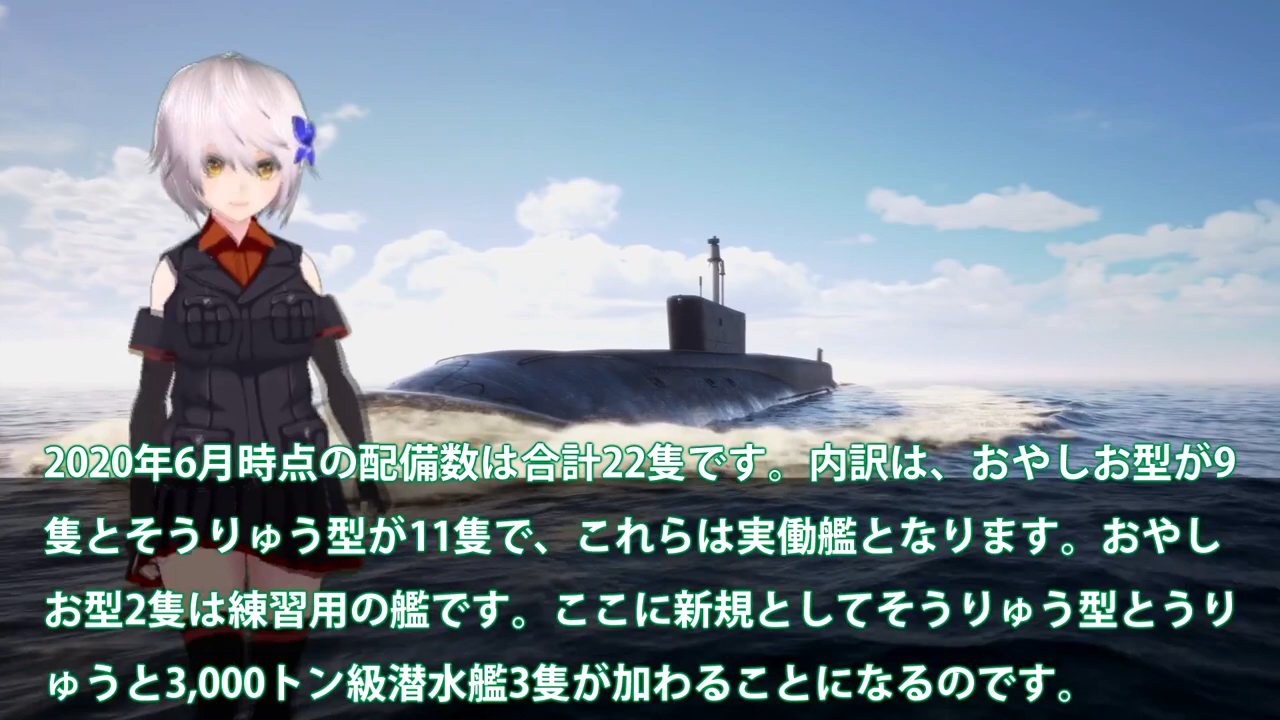 2020年6月時点の配備数は合計22隻です。内訳は、おやしお型が9
隻とそうりゅう型が11隻で、これらは実働艦となります。おやし
お型2隻は練習用の艦です。ここに新規としてそうりゅう型とうり
ゅうと3,000トン級潜水艦3隻が加わることになるのです。